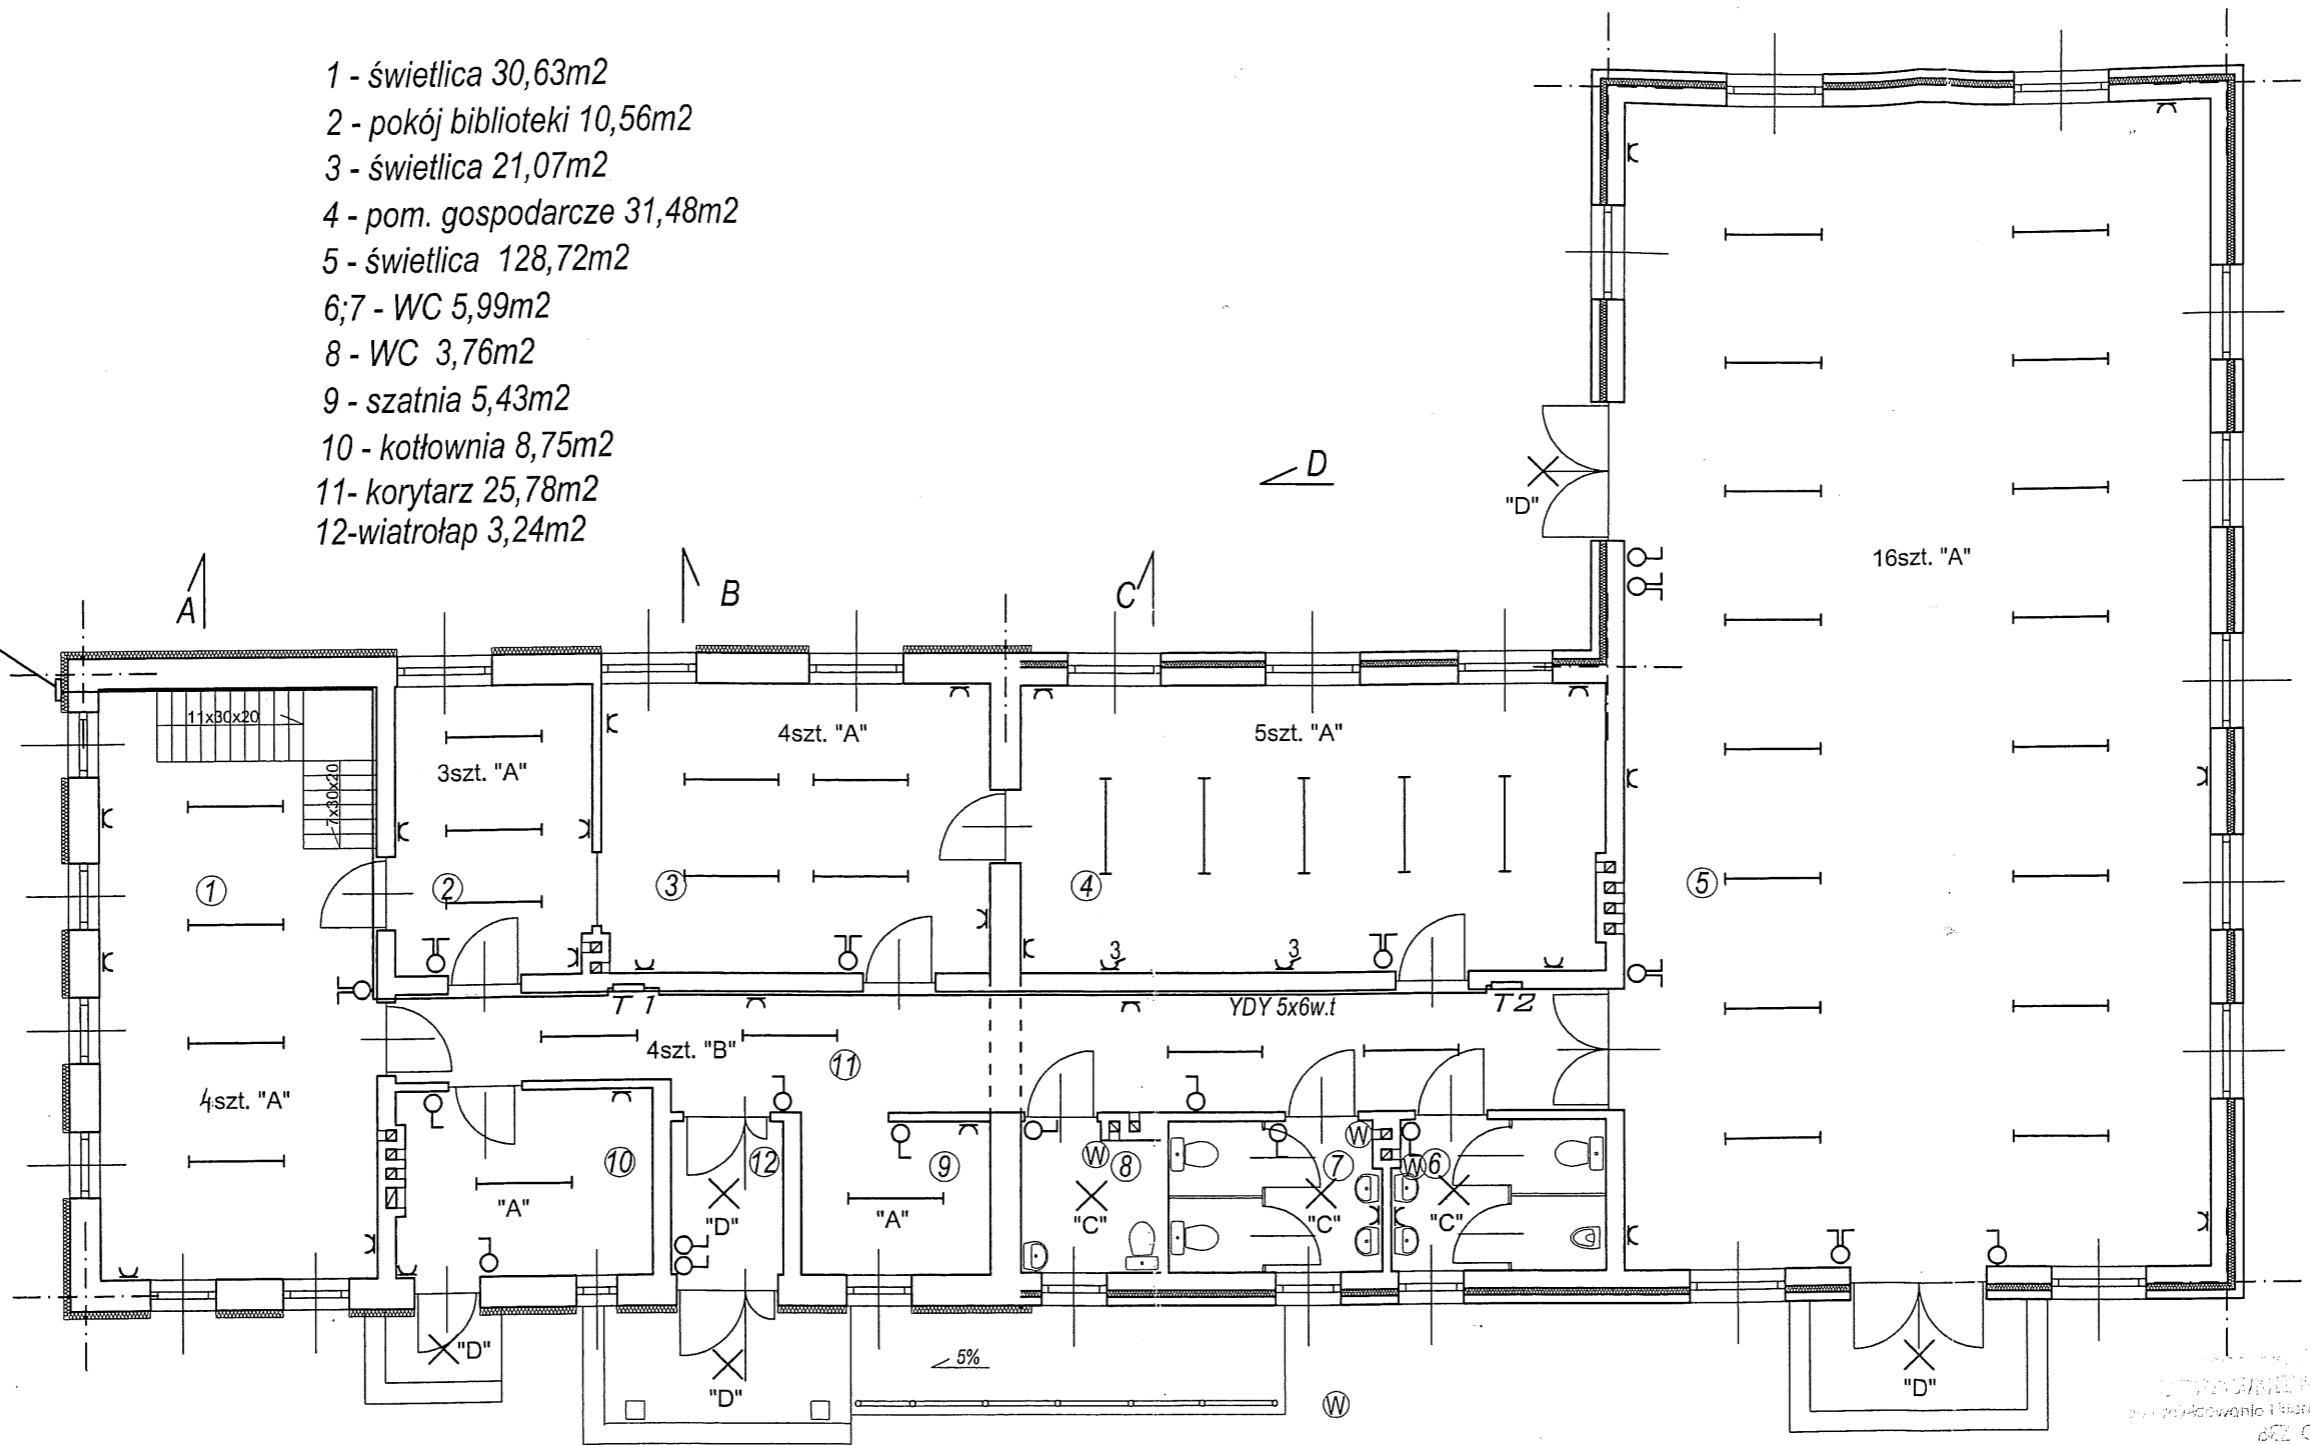 1 - świetlica 30,63m2
2 - pokój biblioteki 10,56m2
3 - świetlica 21,07m2
4 - pom. gospodarcze 31,48m2
5 - świetlica 128,72m2
6;7 - WC 5,99m2
8 - WC 3,76m2
9 - szatnia 5,43m2
10 - kotłownia 8,75m2
11- korytarz 25,78m2
12-wiatrołap 3,24m2
D
"D"
16szt. "A"
A
B
C
11x30x20
7x30x20
3szt. "A"
4szt. "A"
5szt. "A"
1
2
3
4
5
3
3
T 1
YDY 5x6w.t
T2
4szt. "B"
11
4szt. "A"
10
12
9
W
8
W
7
W
6
"A"
"D"
"A"
"C"
"C"
"C"
"D"
"D"
5%
W
"D"